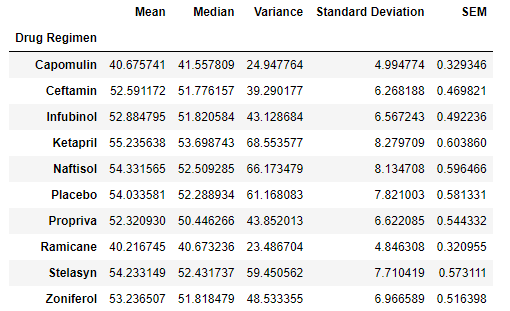 Mean Median Variance Standard Deviation SEM
Drug Regimen
Capomulin 40.675741 41.557809 24.947764 4.994774 0.329346
Ceftamin 52.591172 51.776157 39.290177 6.268188 0.469821
Infubinol 52.884795 51.820584 43.128684 6.567243 0.492236
Ketapril 55.235638 53.698743 68.553577 8.279709 0.603860
Naftisol 54.331565 52.509285 66.173479 8.134708 0.596466
Placebo 54.033581 52.288934 61.168083 7.821003 0.581331
Propriva 52.320930 50.446266 43.852013 6.622085 0.544332
Ramicane 40.216745 40.673236 23.486704 4.846308 0.320955
Stelasyn 54.233149 52.431737 59.450562 7.710419 0.573111
Zoniferol 53.236507 51.818479 48.533355 6.966589 0.516398